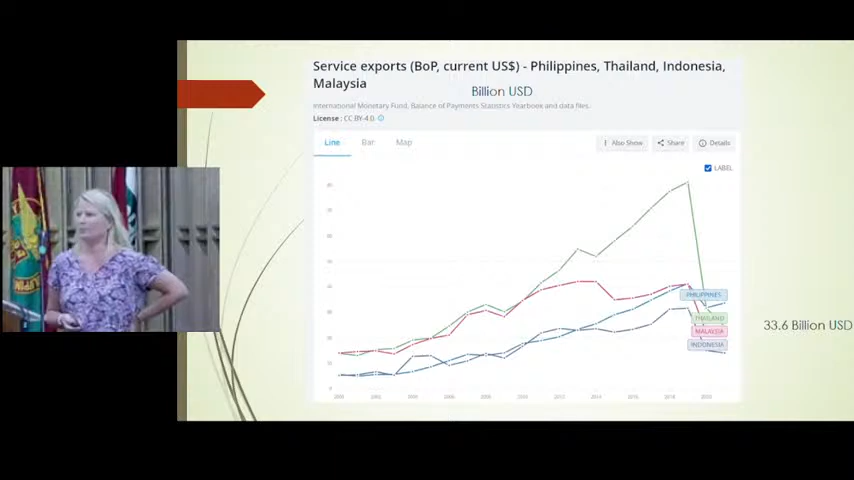 Service exports (BoP, current US$) - Philippines, Thailand, Indonesia,
Malaysia
Billion USD
International Monetary Fund, Balance of Payments Statistics Yearbook and data files.
License : CC BY-4.0
Line Bar Map
Also Show Share Details
LABEL
PHILIPPINES
THAILAND
MALAYSIA
INDONESIA
33.6 Billion USD